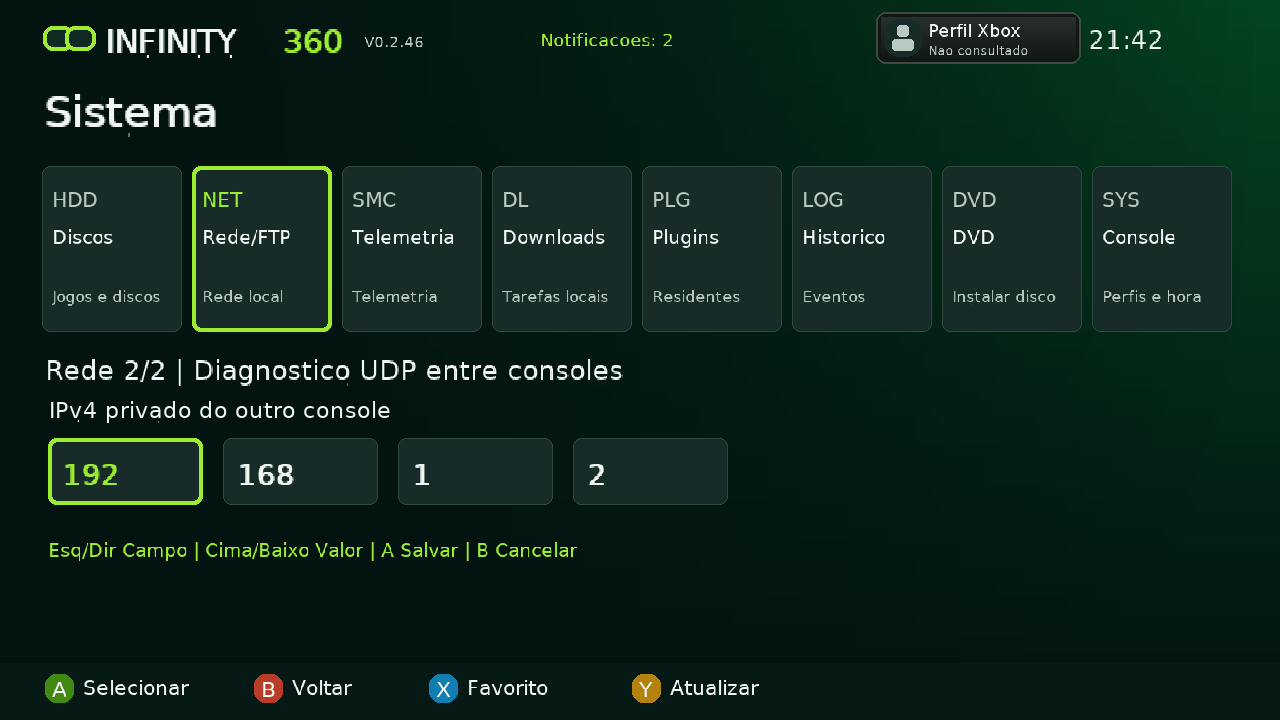 INFINITY 360 V0.2.46 Notificacoes: 2 Perfil Xbox 21:42
Nao consultado
Sistema
HDD NET SMC DL PLG LOG DVD SYS
Discos Rede/FTP Telemetria Downloads Plugins Historico DVD Console
Jogos e discos Rede local Telemetria Tarefas locais Residentes Eventos Instalar disco Perfis e hora
Rede 2/2 | Diagnostico UDP entre consoles
IPv4 privado do outro console
192 168 1 2
Esq/Dir Campo | Cima/Baixo Valor | A Salvar | B Cancelar
A Selecionar B Voltar X Favorito Y Atualizar